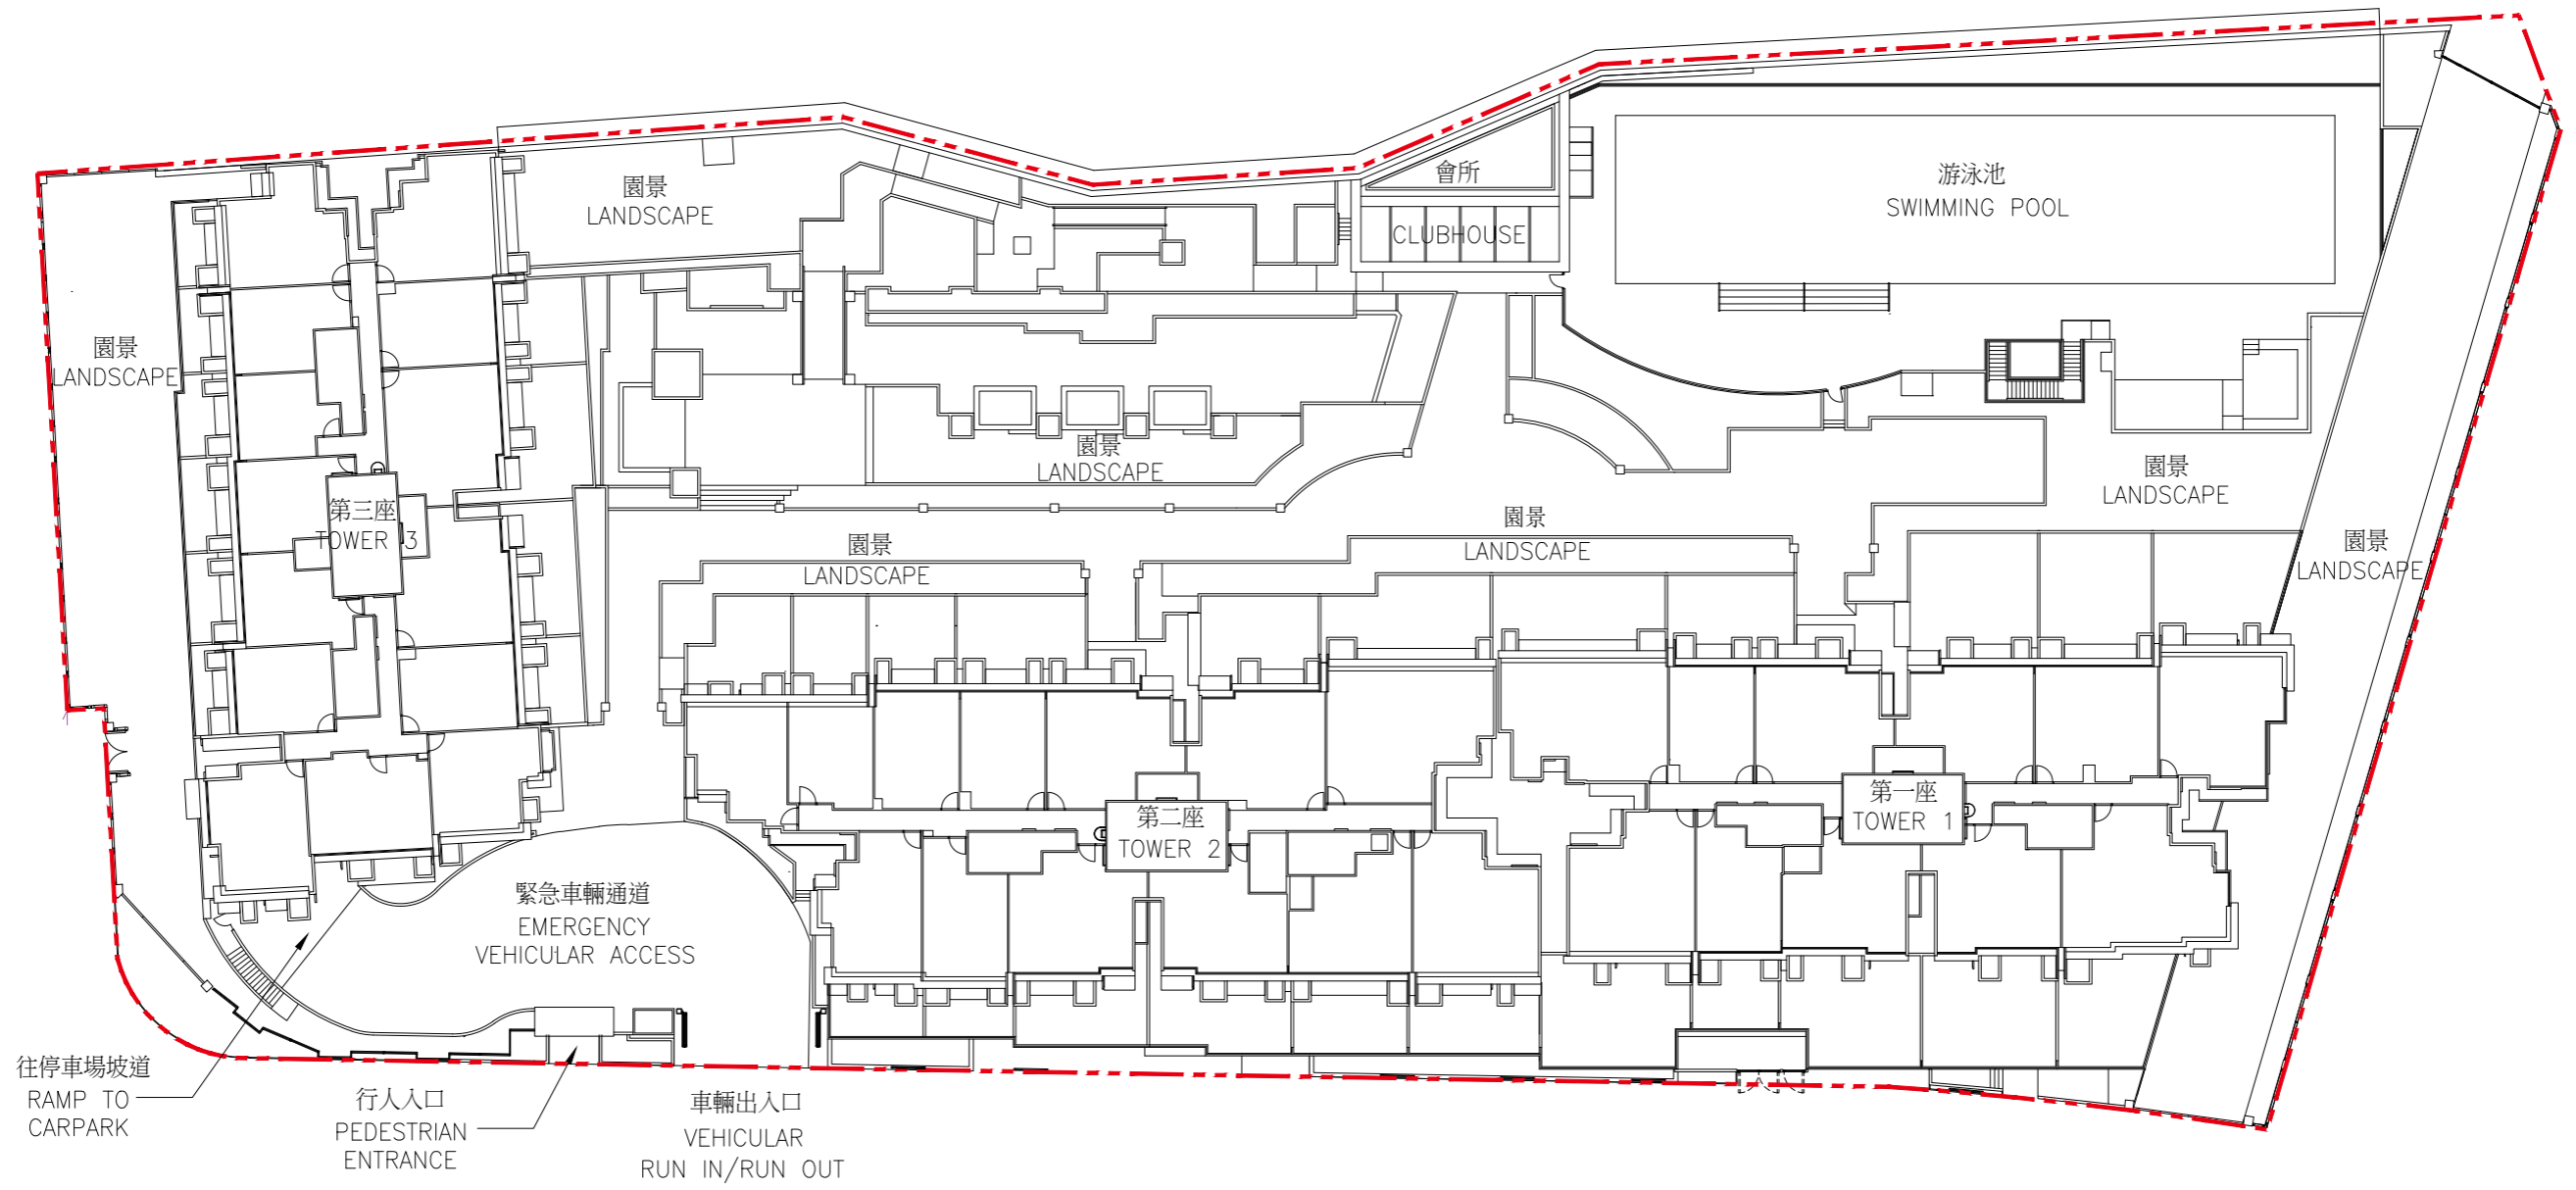 園景
LANDSCAPE
會所
CLUBHOUSE
游泳池
SWIMMING POOL
園景
LANDSCAPE
園景
LANDSCAPE
園景
LANDSCAPE
第三座
TOWER 3
園景
LANDSCAPE
園景
LANDSCAPE
園景
LANDSCAPE
第二座
TOWER 2
第一座
TOWER 1
緊急車輛通道
EMERGENCY
VEHICULAR ACCESS
往停車場坡道
RAMP TO
CARPARK
行人入口
PEDESTRIAN
ENTRANCE
車輛出入口
VEHICULAR
RUN IN/RUN OUT